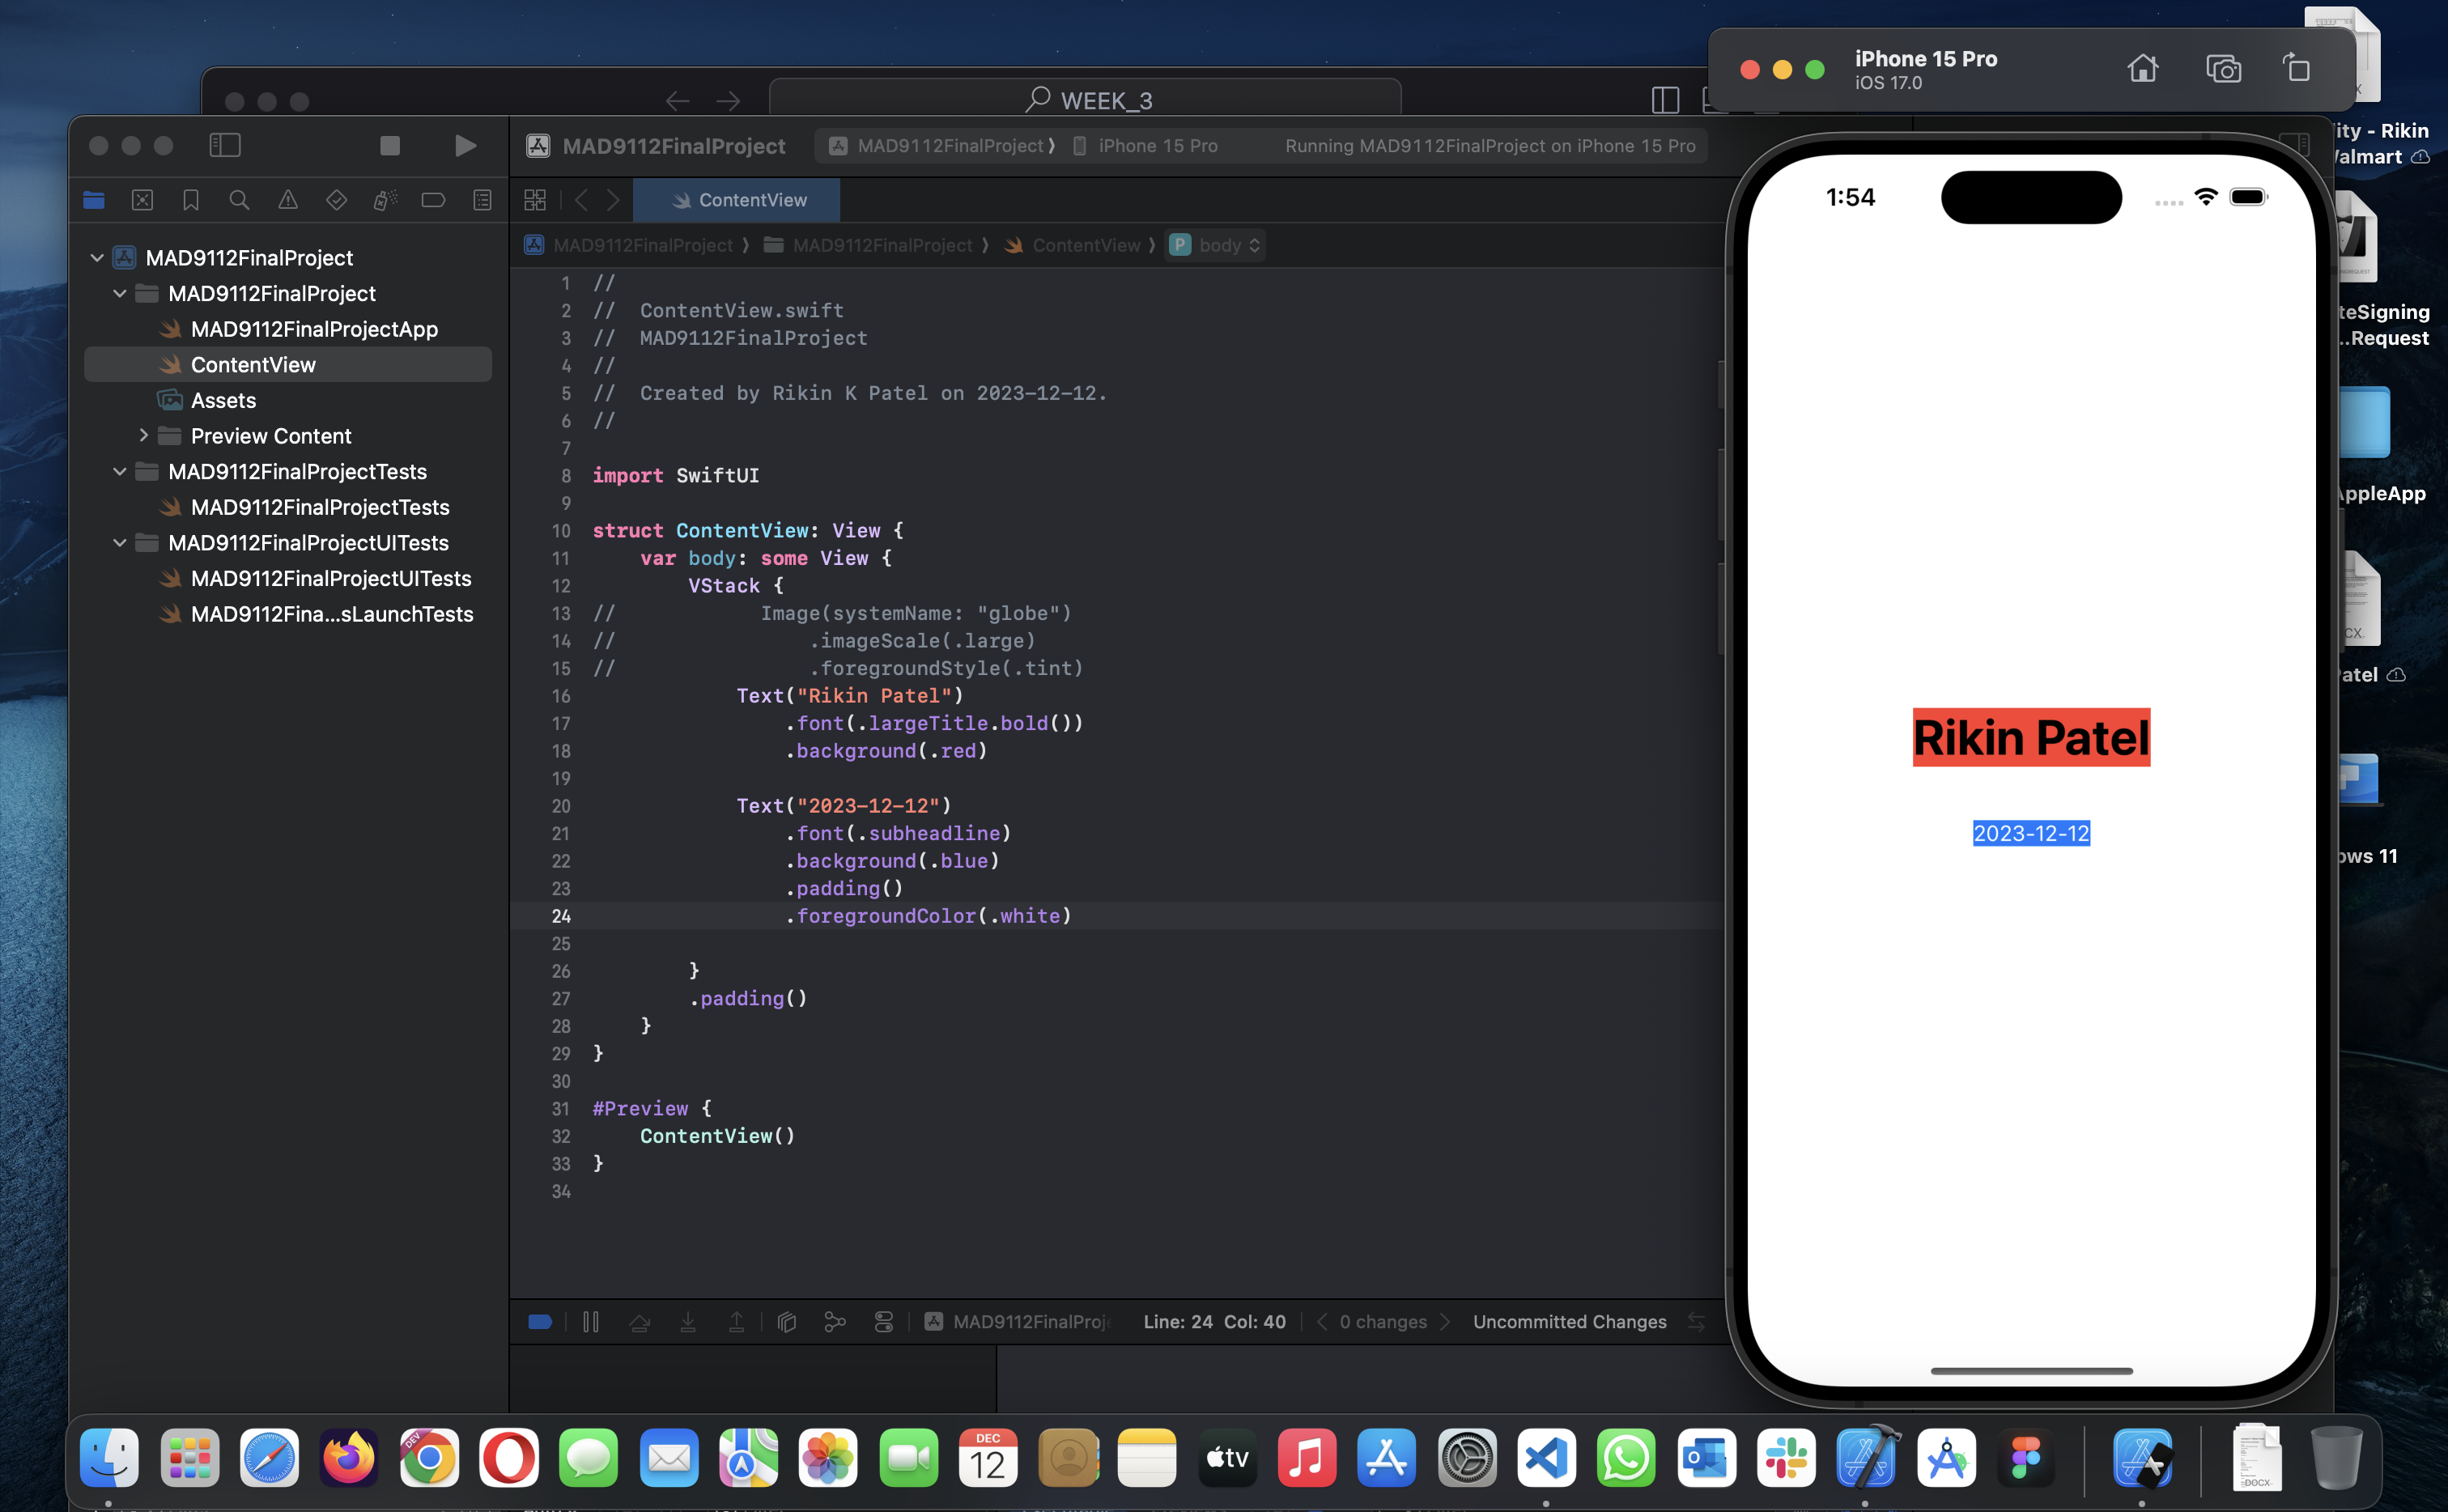 WEEK_3
iPhone 15 Pro
iOS 17.0
MAD9112FinalProject
MAD9112FinalProject
iPhone 15 Pro
Running MAD9112FinalProject on iPhone 15 Pro
ContentView
MAD9112FinalProject
MAD9112FinalProject
ContentView
P body
MAD9112FinalProject
MAD9112FinalProject
MAD9112FinalProjectApp
ContentView
Assets
Preview Content
MAD9112FinalProjectTests
MAD9112FinalProjectTests
MAD9112FinalProjectUITests
MAD9112FinalProjectUITests
MAD9112Fina...sLaunchTests
1 //
2 //  ContentView.swift
3 //  MAD9112FinalProject
4 //
5 //  Created by Rikin K Patel on 2023-12-12.
6 //
7
8 import SwiftUI
9
10 struct ContentView: View {
11     var body: some View {
12         VStack {
13 //            Image(systemName: "globe")
14 //                .imageScale(.large)
15 //                .foregroundStyle(.tint)
16             Text("Rikin Patel")
17                 .font(.largeTitle.bold())
18                 .background(.red)
19
20             Text("2023-12-12")
21                 .font(.subheadline)
22                 .background(.blue)
23                 .padding()
24                 .foregroundColor(.white)
25
26         }
27         .padding()
28     }
29 }
30
31 #Preview {
32     ContentView()
33 }
34
MAD9112FinalProj
Line: 24 Col: 40
0 changes
Uncommitted Changes
1:54
Rikin Patel
2023-12-12
ity - Rikin
almart
teSigning
...Request
AppleApp
atel
ows 11
DEV
DEC
12
tv
DOCX